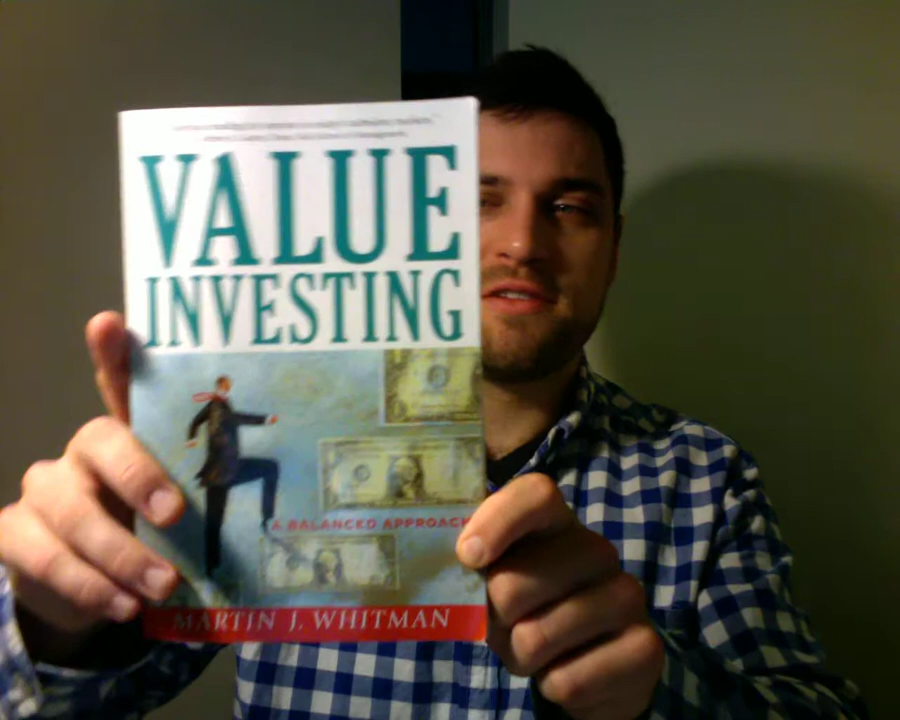 VALUE
INVESTING
A BALANCED APPROACH
MARTIN J. WHITMAN